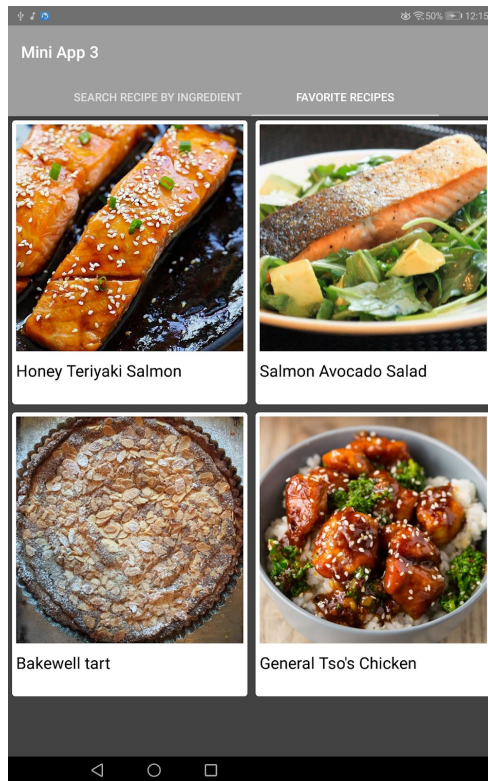 50% 12:15
Mini App 3
SEARCH RECIPE BY INGREDIENT FAVORITE RECIPES
Honey Teriyaki Salmon Salmon Avocado Salad
Bakewell tart General Tso's Chicken